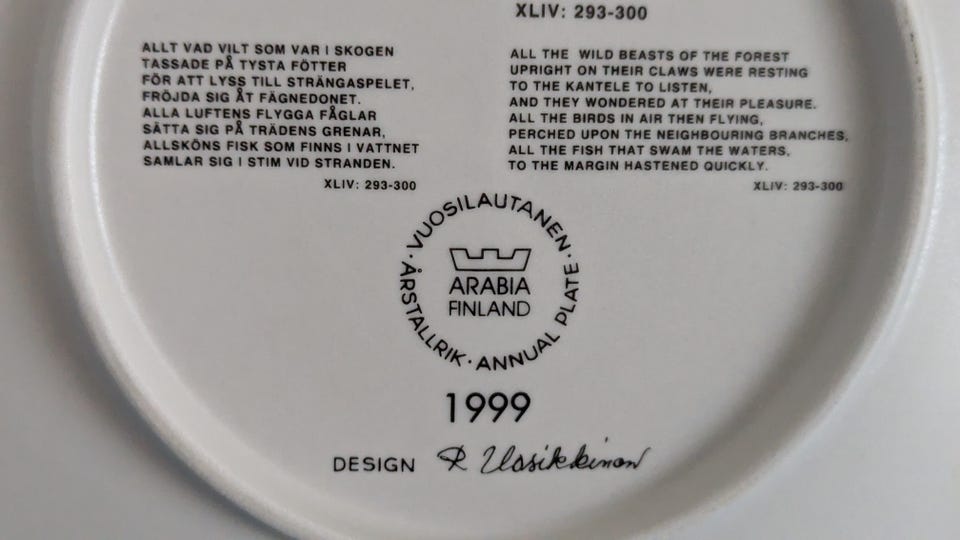 XLIV: 293-300
ALLT VAD VILT SOM VAR I SKOGEN
TASSADE PÅ TYSTA FÖTTER
FÖR ATT LYSS TILL STRÄNGASPELET,
FRÖJDA SIG ÅT FÄGNEDONET.
ALLA LUFTENS FLYGGA FÅGLAR
SÄTTA SIG PÅ TRÄDENS GRENAR,
ALLSKÖNS FISK SOM FINNS I VATTNET
SAMLAR SIG I STIM VID STRANDEN.
XLIV: 293-300
ALL THE WILD BEASTS OF THE FOREST
UPRIGHT ON THEIR CLAWS WERE RESTING
TO THE KANTELE TO LISTEN,
AND THEY WONDERED AT THEIR PLEASURE.
ALL THE BIRDS IN AIR THEN FLYING,
PERCHED UPON THE NEIGHBOURING BRANCHES,
ALL THE FISH THAT SWAM THE WATERS,
TO THE MARGIN HASTENED QUICKLY.
XLIV: 293-300
· VUOSILAUTANEN · ANNUAL PLATE
ÅRSTALLRIK ·
ARABIA
FINLAND
1999
DESIGN R Uosikkinen